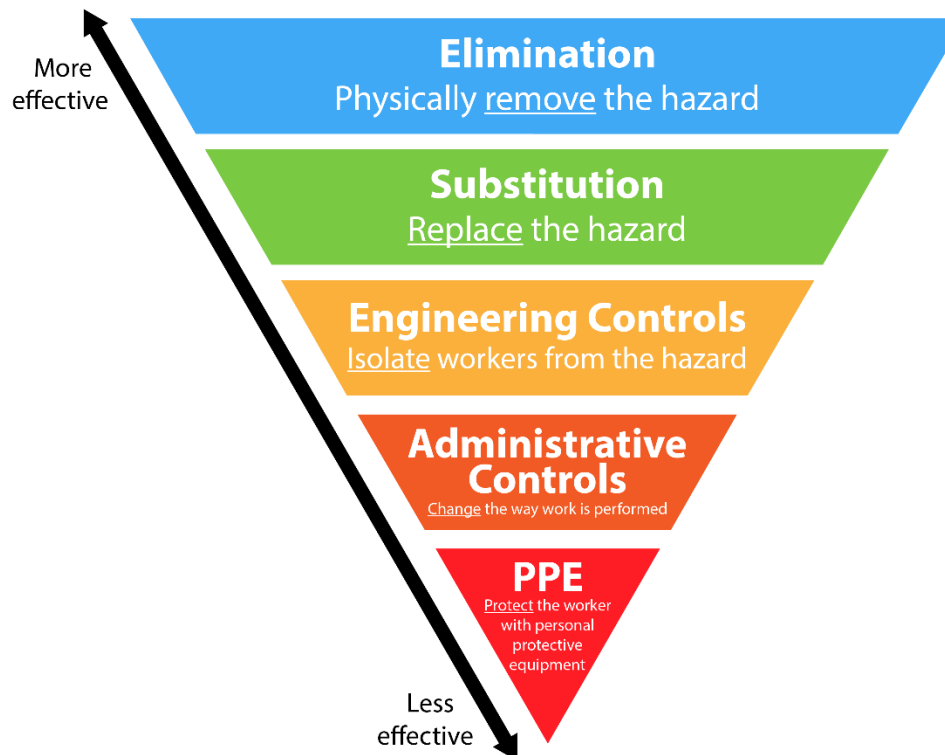 More
effective
Elimination
Physically remove the hazard
Substitution
Replace the hazard
Engineering Controls
Isolate workers from the hazard
Administrative
Controls
Change the way work is performed
PPE
Protect the worker
with personal
protective
equipment
Less
effective